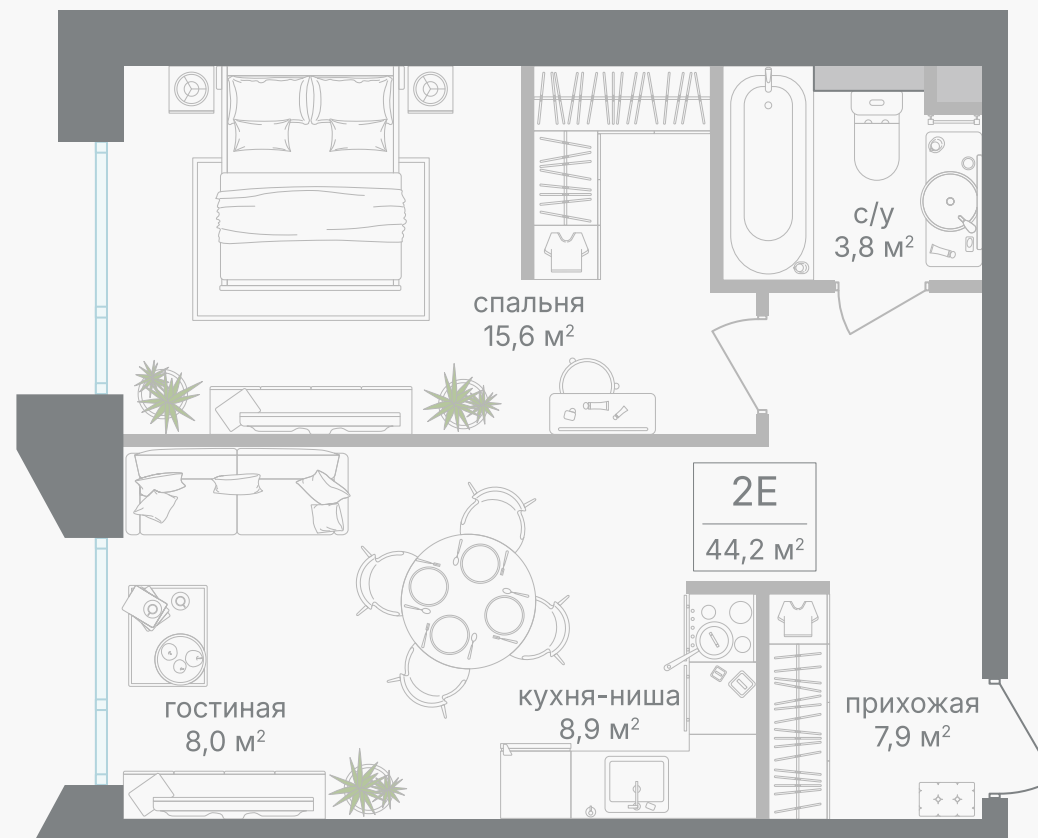 с/у
3,8 м²
спальня
15,6 м²
2Е
44,2 м²
кухня-ниша
8,9 м²
гостиная
8,0 м²
прихожая
7,9 м²